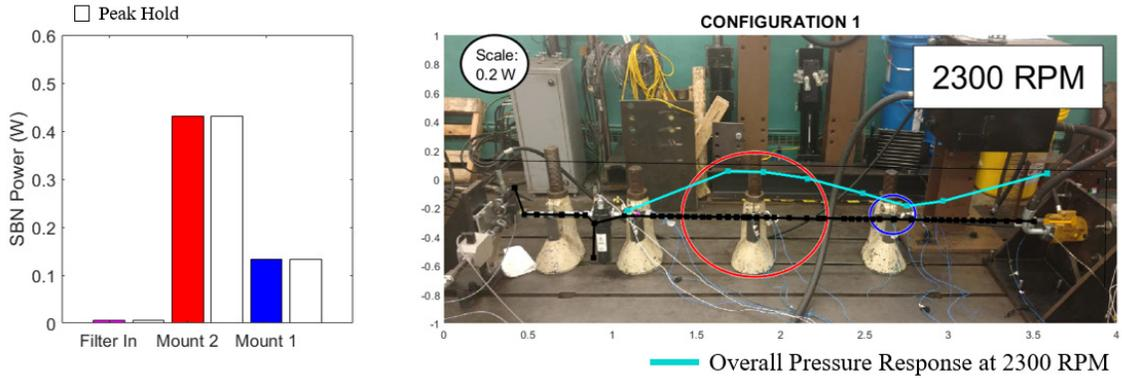 Peak Hold
0.6
0.5
0.4
0.3
0.2
0.1
0
SBN Power (W)
Filter In Mount 2 Mount 1
CONFIGURATION 1
Scale:
0.2 W
2300 RPM
1
0.8
0.6
0.4
0.2
0
-0.2
-0.4
-0.6
-0.8
-1
0 0.5 1 1.5 2 2.5 3 3.5 4
Overall Pressure Response at 2300 RPM